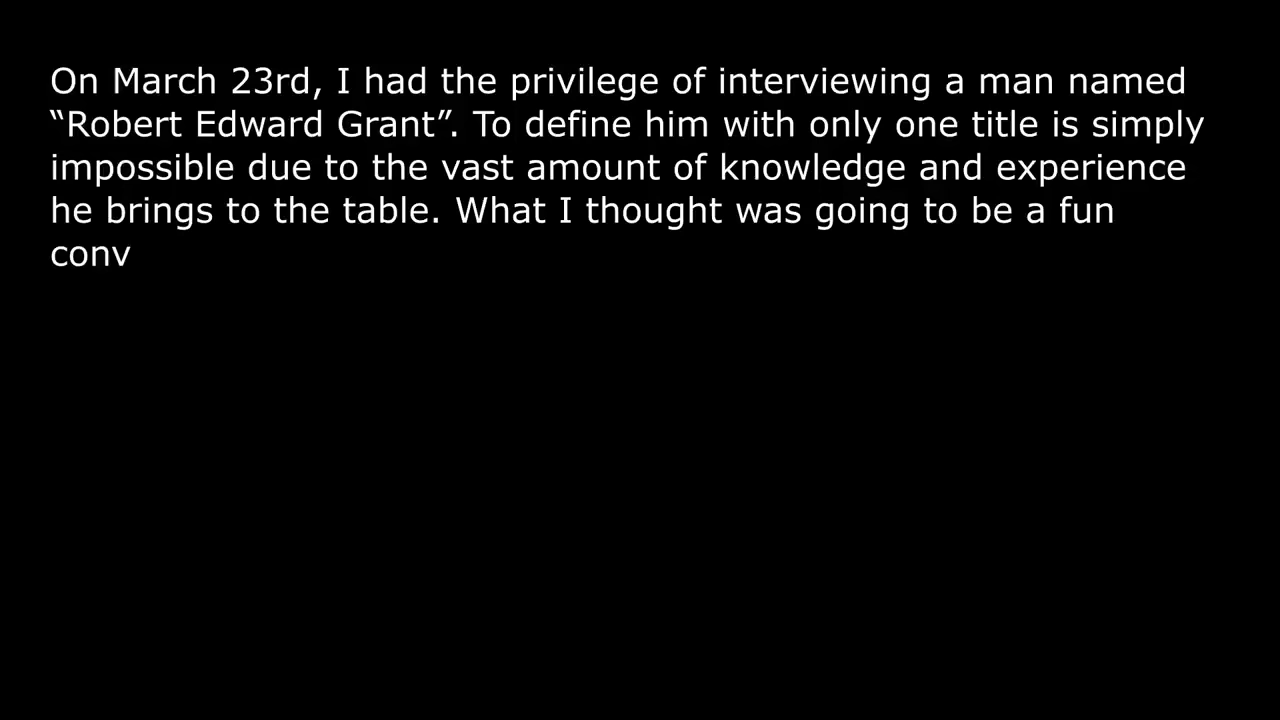 On March 23rd, I had the privilege of interviewing a man named
“Robert Edward Grant”. To define him with only one title is simply
impossible due to the vast amount of knowledge and experience
he brings to the table. What I thought was going to be a fun
conv